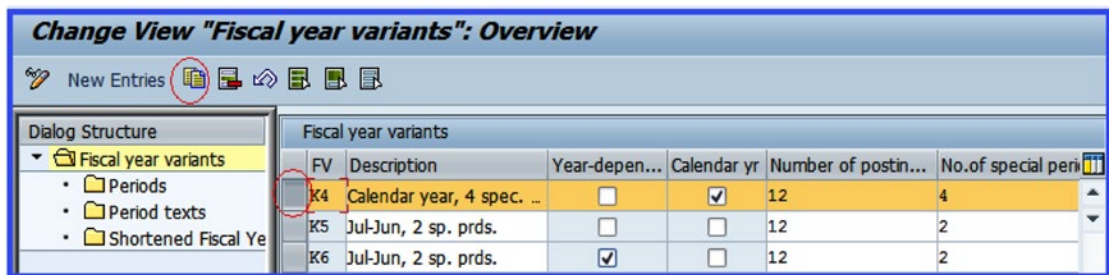 Change View "Fiscal year variants": Overview
New Entries
Dialog Structure
Fiscal year variants
Periods
Period texts
Shortened Fiscal Ye
Fiscal year variants
FV Description Year-depen... Calendar yr Number of postin... No.of special peri
K4 Calendar year, 4 spec. ... 12 4
K5 Jul-Jun, 2 sp. prds. 12 2
K6 Jul-Jun, 2 sp. prds. 12 2